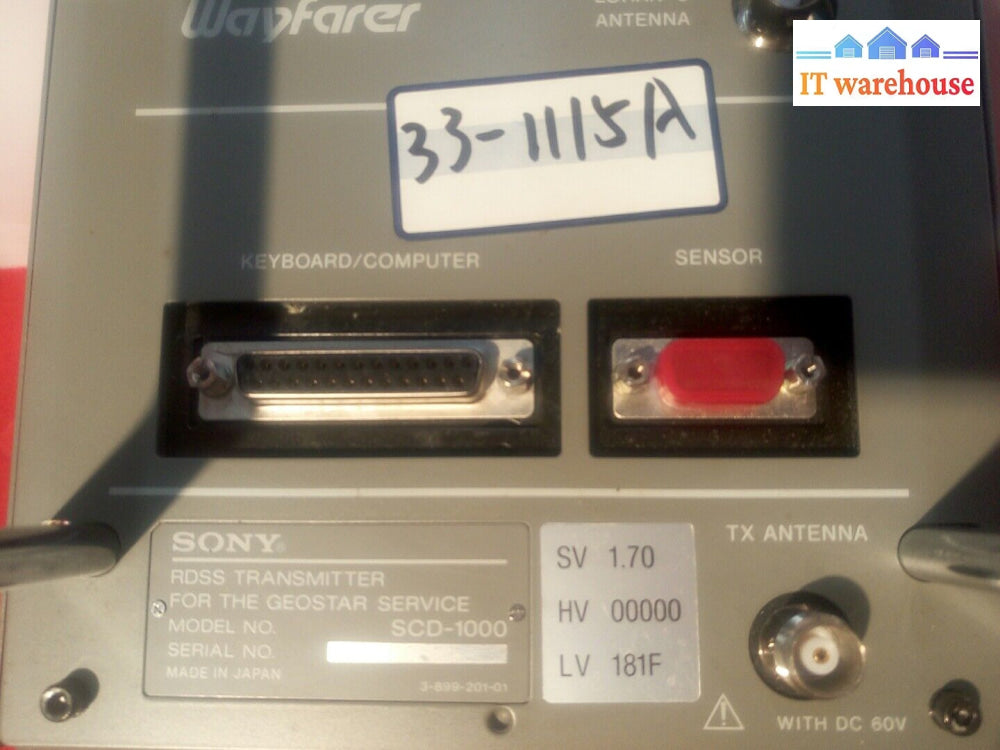 Wayfarer
LORAN-C
ANTENNA
IT warehouse
33-1115A
KEYBOARD/COMPUTER
SENSOR
SONY®
RDSS TRANSMITTER
FOR THE GEOSTAR SERVICE
MODEL NO. SCD-1000
SERIAL NO.
MADE IN JAPAN
3-899-201-01
SV 1.70
HV 00000
LV 181F
TX ANTENNA
WITH DC 60V